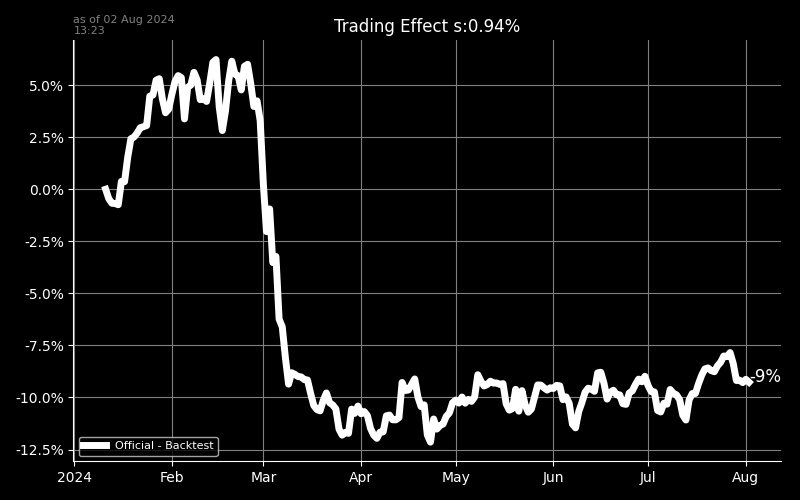 as of 02 Aug 2024
13:23
Trading Effect s:0.94%
5.0%
2.5%
0.0%
-2.5%
-5.0%
-7.5%
-10.0%
-12.5%
-9%
Official - Backtest
2024 Feb Mar Apr May Jun Jul Aug